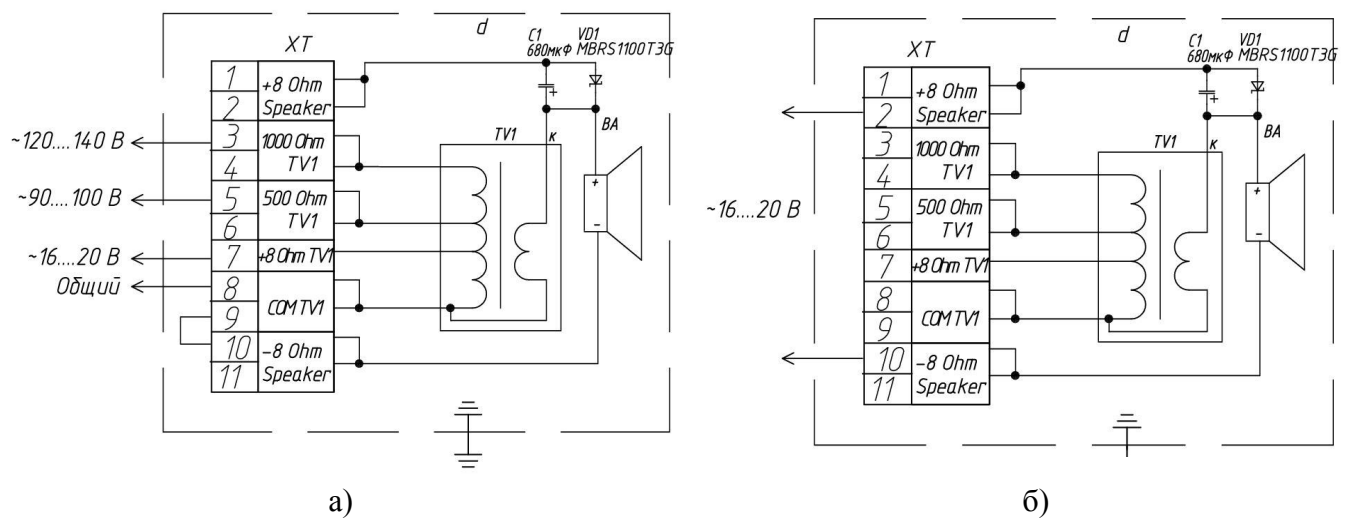 d
C1 VD1
680мкФ MBRS1100T3G
XT
1 +8 Ohm
2 Speaker
~120....140 В 3 1000 Ohm
4 TV1
~90....100 В 5 500 Ohm
6 TV1
~16....20 В 7 +8 Ohm TV1
Общий 8
9 COM TV1
10 -8 Ohm
11 Speaker
TV1 к
BA
+
+
-
а)
d
C1 VD1
680мкФ MBRS1100T3G
XT
1 +8 Ohm
2 Speaker
3 1000 Ohm
4 TV1
~16....20 В
5 500 Ohm
6 TV1
7 +8 Ohm TV1
8
9 COM TV1
10 -8 Ohm
11 Speaker
TV1 к
BA
+
+
-
б)